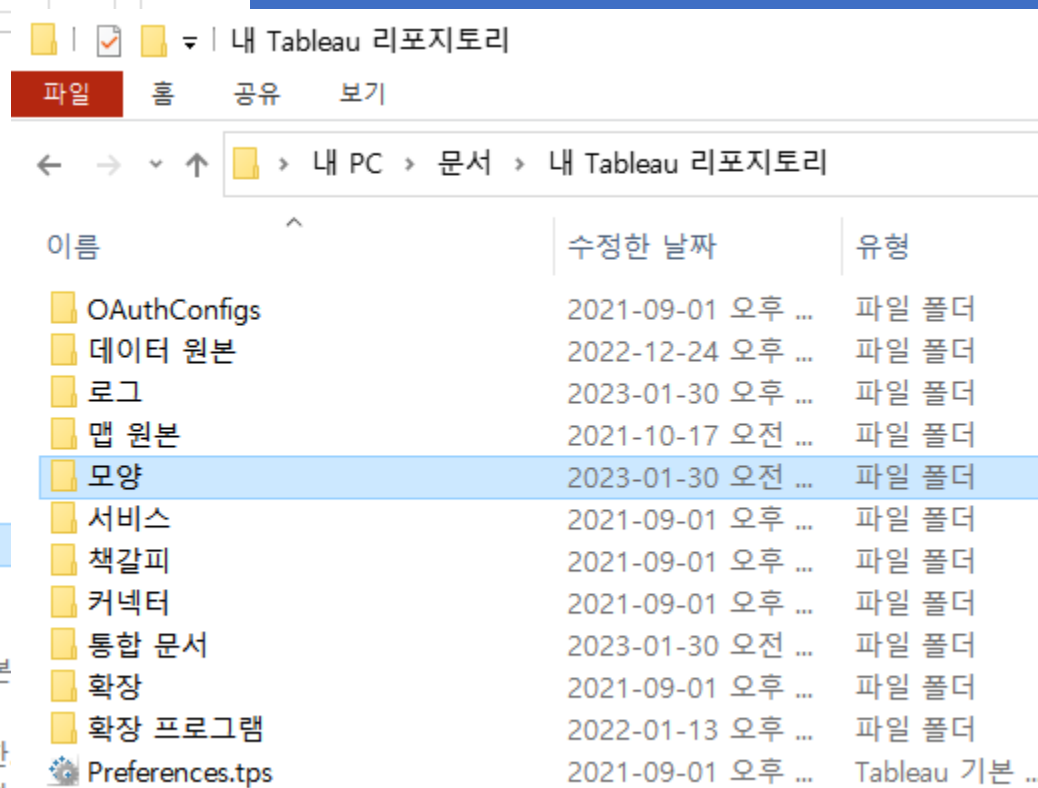 내 Tableau 리포지토리
파일 홈 공유 보기
내 PC › 문서 › 내 Tableau 리포지토리
이름 수정한 날짜 유형
OAuthConfigs 2021-09-01 오후 ... 파일 폴더
데이터 원본 2022-12-24 오후 ... 파일 폴더
로그 2023-01-30 오후 ... 파일 폴더
맵 원본 2021-10-17 오전 ... 파일 폴더
모양 2023-01-30 오전 ... 파일 폴더
서비스 2021-09-01 오후 ... 파일 폴더
책갈피 2021-09-01 오후 ... 파일 폴더
커넥터 2021-09-01 오후 ... 파일 폴더
통합 문서 2023-01-30 오전 ... 파일 폴더
확장 2021-09-01 오후 ... 파일 폴더
확장 프로그램 2022-01-13 오후 ... 파일 폴더
Preferences.tps 2021-09-01 오후 ... Tableau 기본 ...